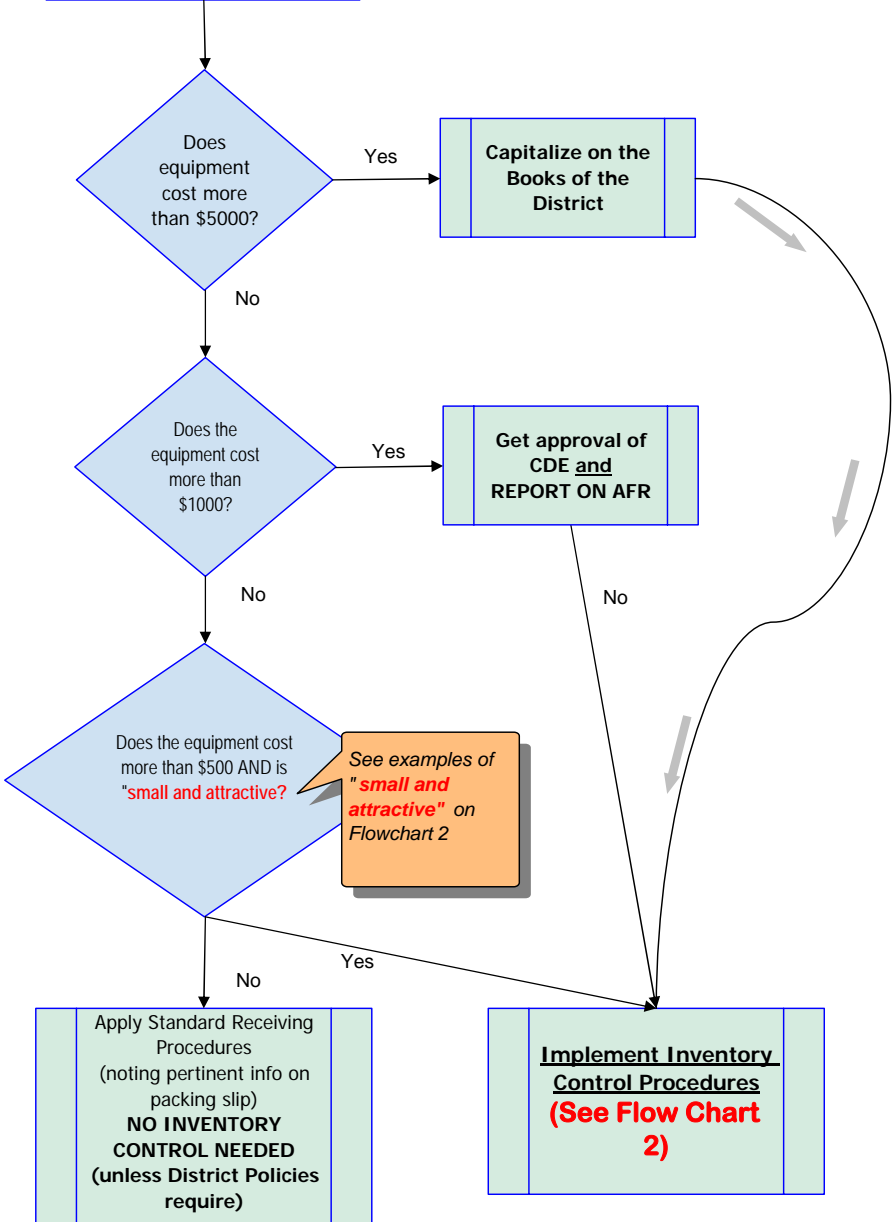 Does
equipment
cost more
than $5000?
Yes
Capitalize on the
Books of the
District
No
Does the
equipment cost
more than
$1000?
Yes
Get approval of
CDE and
REPORT ON AFR
No
No
Does the equipment cost
more than $500 AND is
"small and attractive?
See examples of
"small and
attractive" on
Flowchart 2
Yes
No
Apply Standard Receiving
Procedures
(noting pertinent info on
packing slip)
NO INVENTORY
CONTROL NEEDED
(unless District Policies
require)
Implement Inventory
Control Procedures
(See Flow Chart
2)